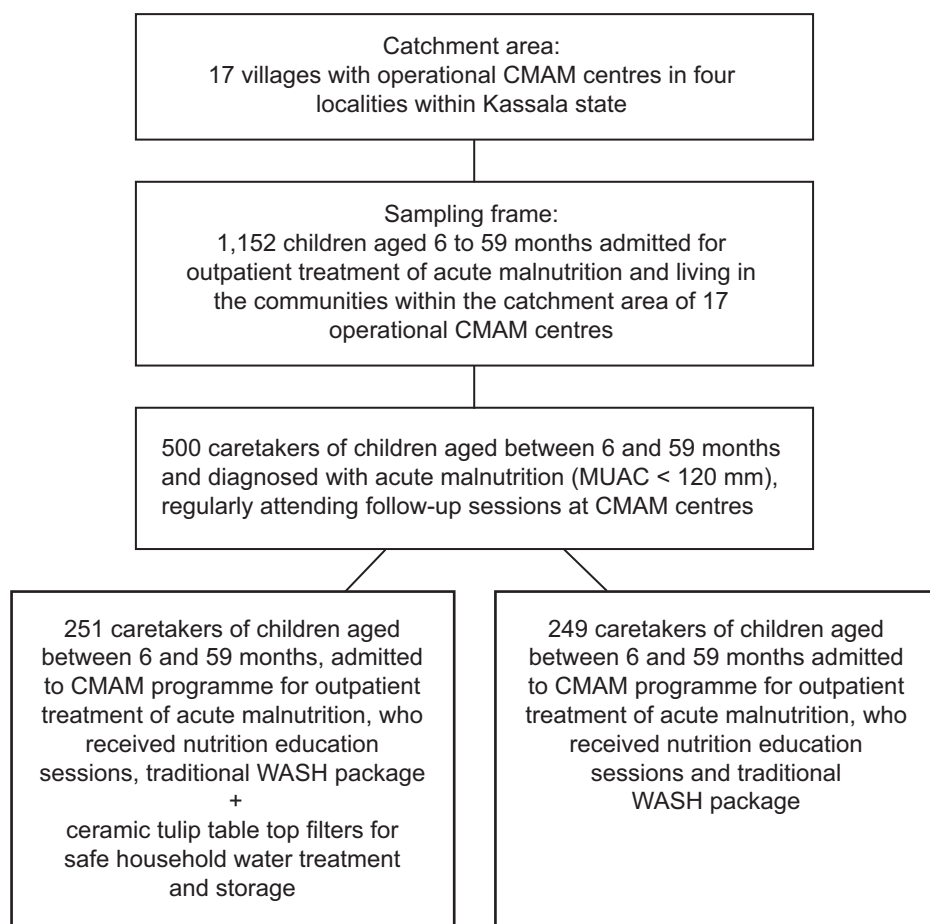 Catchment area:
17 villages with operational CMAM centres in four
localities within Kassala state
Sampling frame:
1,152 children aged 6 to 59 months admitted for
outpatient treatment of acute malnutrition and living in
the communities within the catchment area of 17
operational CMAM centres
500 caretakers of children aged between 6 and 59 months
and diagnosed with acute malnutrition (MUAC < 120 mm),
regularly attending follow-up sessions at CMAM centres
251 caretakers of children aged
between 6 and 59 months, admitted
to CMAM programme for outpatient
treatment of acute malnutrition, who
received nutrition education
sessions, traditional WASH package
+
ceramic tulip table top filters for
safe household water treatment
and storage
249 caretakers of children aged
between 6 and 59 months admitted
to CMAM programme for outpatient
treatment of acute malnutrition, who
received nutrition education
sessions and traditional
WASH package